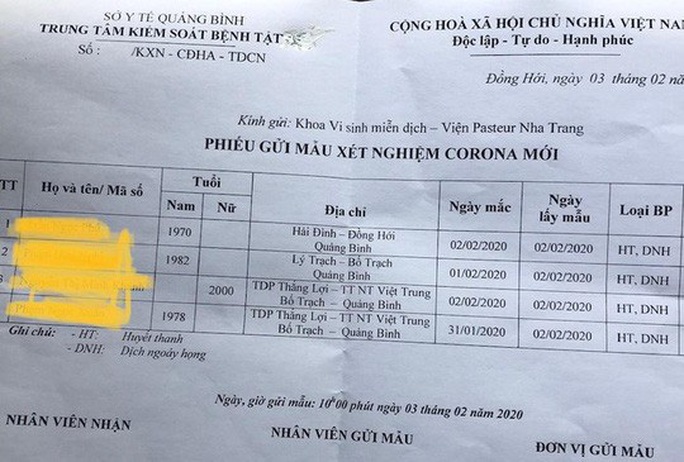 SỞ Y TẾ QUẢNG BÌNH
TRUNG TÂM KIỂM SOÁT BỆNH TẬT
Số : /KXN - CĐHA - TDCN
CỘNG HOÀ XÃ HỘI CHỦ NGHĨA VIỆT NAM
Độc lập - Tự do - Hạnh phúc
Đồng Hới, ngày 03 tháng 02 năm
Kính gửi: Khoa Vi sinh miễn dịch – Viện Pasteur Nha Trang
PHIẾU GỬI MẪU XÉT NGHIỆM CORONA MỚI
TT Họ và tên/ Mã số Tuổi Địa chỉ Ngày mắc Ngày lấy mẫu Loại BP
Nam Nữ
1 1970 Hải Đình – Đồng Hới Quảng Bình 02/02/2020 02/02/2020 HT, DNH
2 1982 Lý Trạch – Bố Trạch Quảng Bình 01/02/2020 02/02/2020 HT, DNH
3 2000 TDP Thắng Lợi – TT NT Việt Trung Bố Trạch – Quảng Bình 02/02/2020 02/02/2020 HT, DNH
1978 TDP Thắng Lợi – TT NT Việt Trung Bố Trạch – Quảng Bình 31/01/2020 02/02/2020 HT, DNH
Ghi chú: - HT: Huyết thanh
- DNH: Dịch ngoáy họng
Ngày, giờ gửi mẫu: 10h00 phút ngày 03 tháng 02 năm 2020
NHÂN VIÊN NHẬN
NHÂN VIÊN GỬI MẪU
ĐƠN VỊ GỬI MẪU